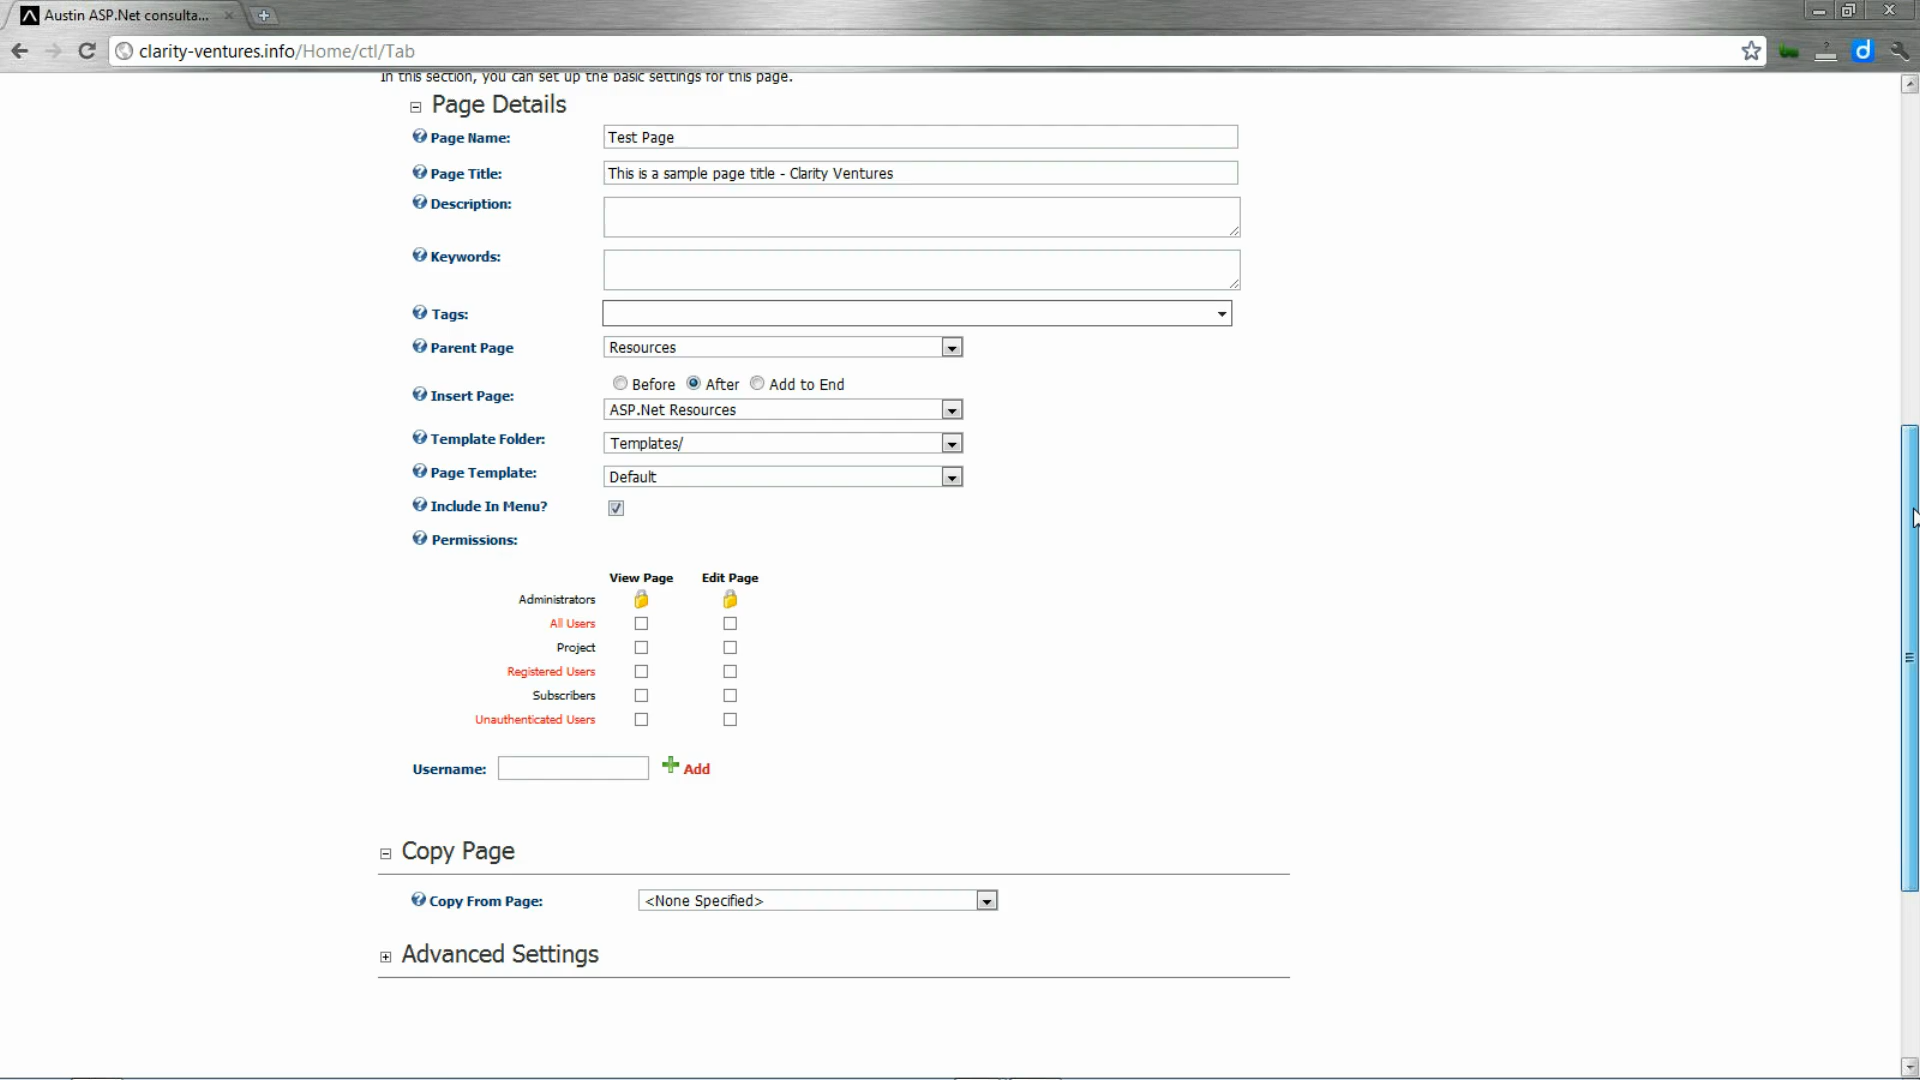 Austin ASP.Net consulta...
clarity-ventures.info/Home/ctl/Tab
In this section, you can set up the basic settings for this page.
Page Details
Page Name: Test Page
Page Title: This is a sample page title - Clarity Ventures
Description:
Keywords:
Tags:
Parent Page Resources
Before After Add to End
Insert Page:
ASP.Net Resources
Template Folder: Templates/
Page Template: Default
Include In Menu?
Permissions:
View Page Edit Page
Administrators
All Users
Project
Registered Users
Subscribers
Unauthenticated Users
Username: Add
Copy Page
Copy From Page: <None Specified>
Advanced Settings